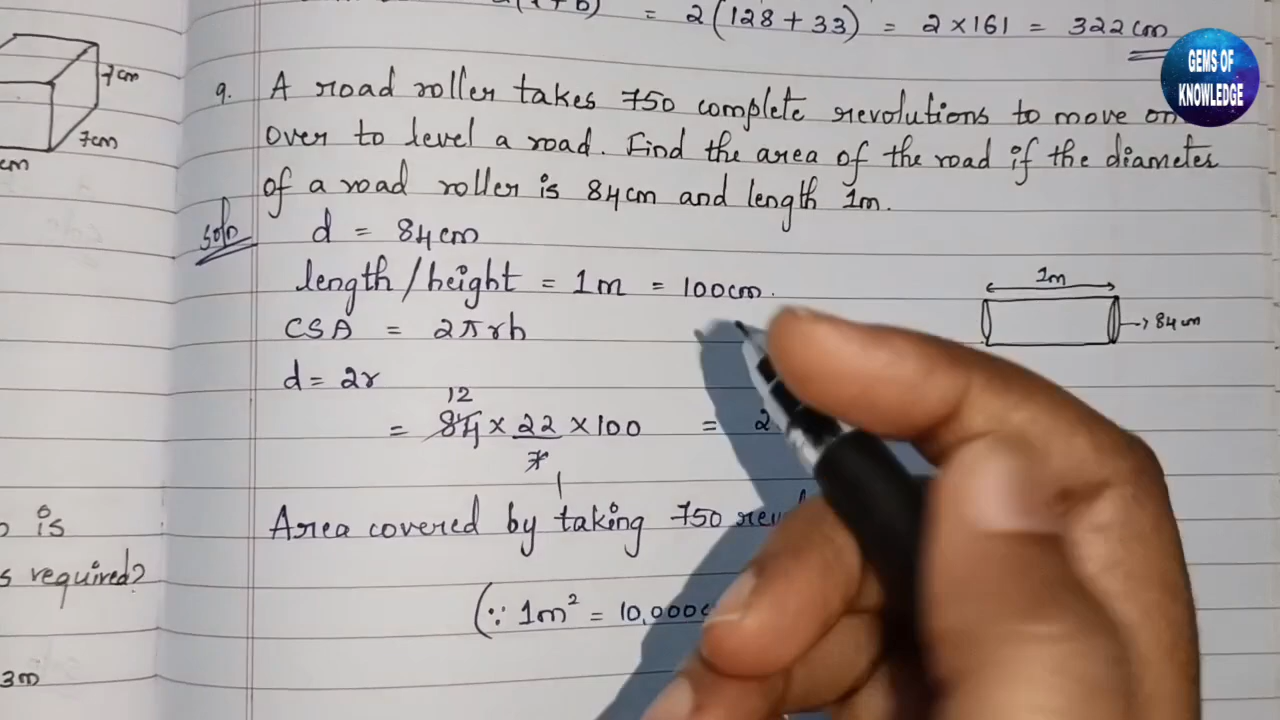 = 2(128+33) = 2×161 = 322cm
GEMS OF
KNOWLEDGE
7cm
7cm
cm
9. A road roller takes 750 complete revolutions to move on
over to level a road. Find the area of the road if the diameter
of a road roller is 84cm and length 1m.
Soln
d = 84cm
length/height = 1m = 100cm.
1m
84cm
CSA = 2πrh
d = 2r
12
= 84 × 22 × 100 = 2
7
1
Area covered by taking 750
is
s required?
(∵ 1m² = 10,000
3m